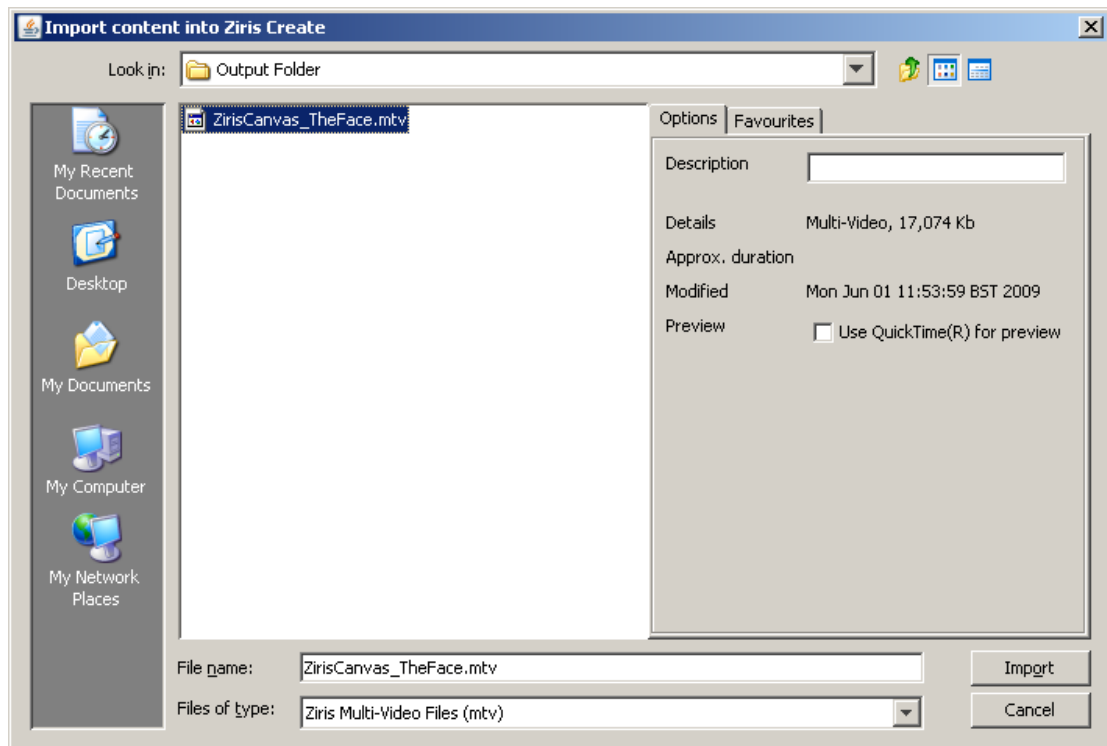 Import content into Ziris Create
Look in: Output Folder
My Recent
Documents
Desktop
My Documents
My Computer
My Network
Places
ZirisCanvas_TheFace.mtv
Options Favourites
Description
Details Multi-Video, 17,074 Kb
Approx. duration
Modified Mon Jun 01 11:53:59 BST 2009
Preview Use QuickTime(R) for preview
File name: ZirisCanvas_TheFace.mtv Import
Files of type: Ziris Multi-Video Files (mtv) Cancel